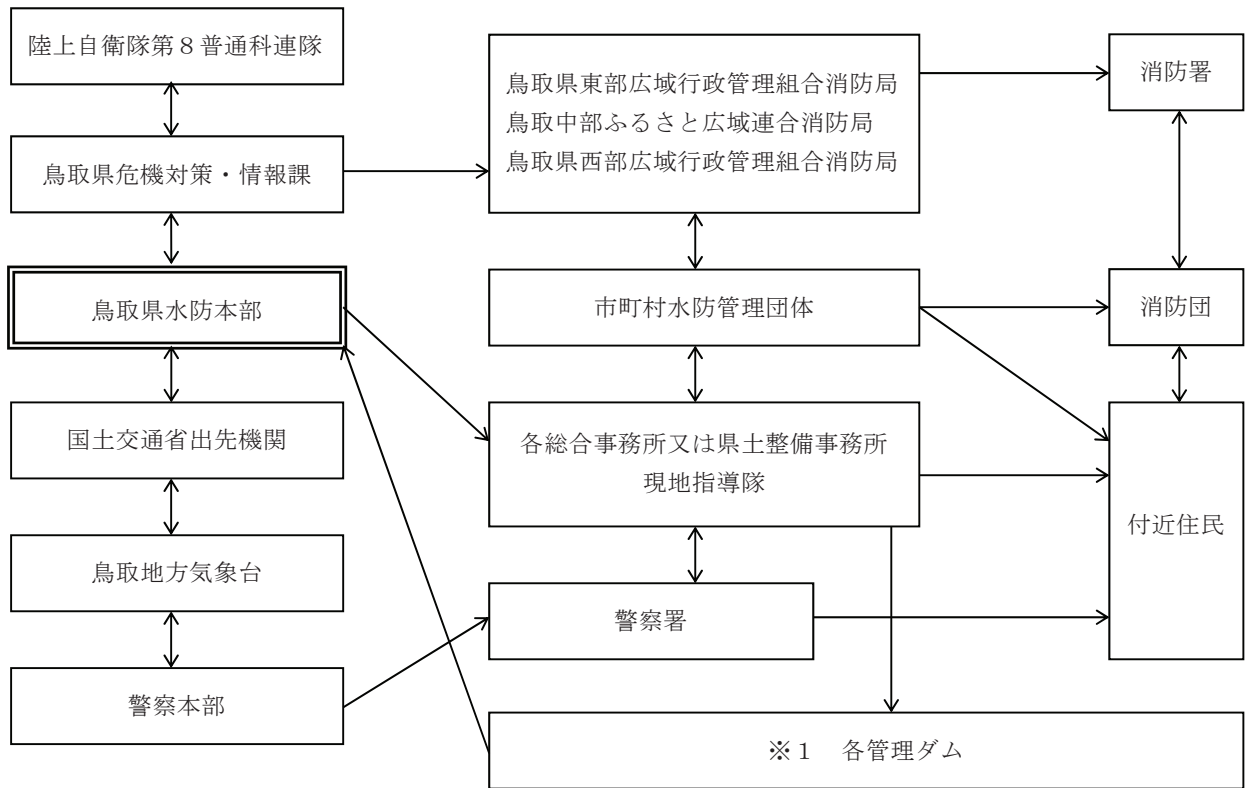 陸上自衛隊第８普通科連隊
鳥取県危機対策・情報課
鳥取県水防本部
国土交通省出先機関
鳥取地方気象台
警察本部
鳥取県東部広域行政管理組合消防局
鳥取中部ふるさと広域連合消防局
鳥取県西部広域行政管理組合消防局
市町村水防管理団体
各総合事務所又は県土整備事務所
現地指導隊
警察署
※１　各管理ダム
消防署
消防団
付近住民